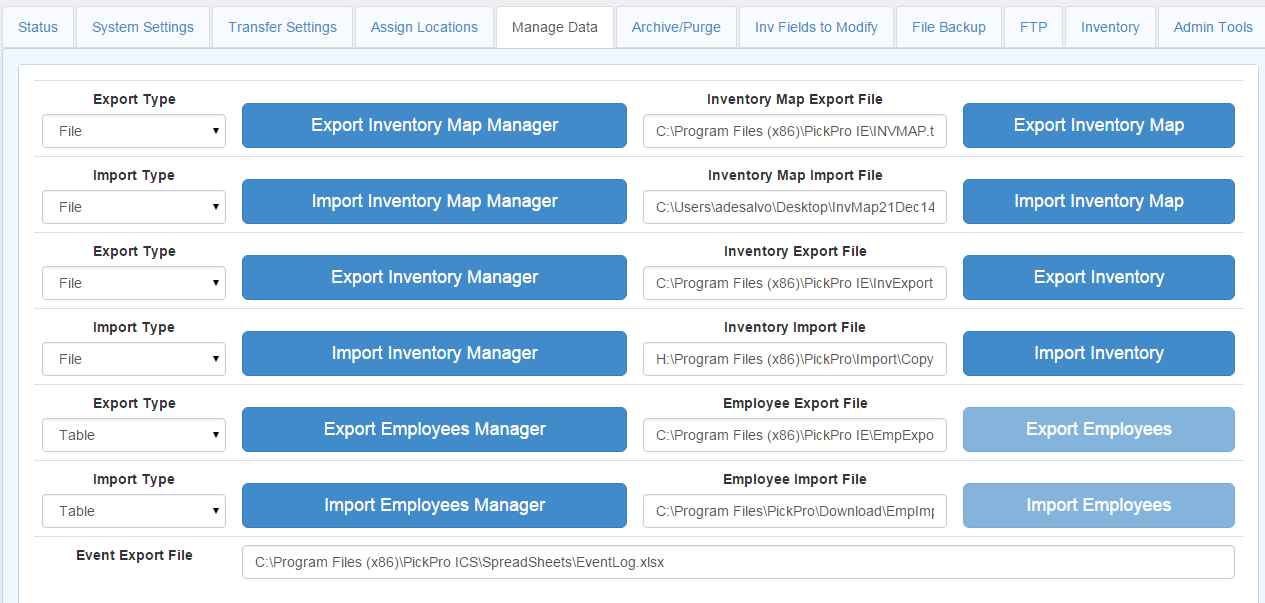 Status System Settings Transfer Settings Assign Locations Manage Data Archive/Purge Inv Fields to Modify File Backup FTP Inventory Admin Tools
Export Type Inventory Map Export File
File Export Inventory Map Manager C:\Program Files (x86)\PickPro IE\INVMAP.t Export Inventory Map
Import Type Inventory Map Import File
File Import Inventory Map Manager C:\Users\adesalvo\Desktop\InvMap21Dec14 Import Inventory Map
Export Type Inventory Export File
File Export Inventory Manager C:\Program Files (x86)\PickPro IE\InvExport Export Inventory
Import Type Inventory Import File
File Import Inventory Manager H:\Program Files (x86)\PickPro\Import\Copy Import Inventory
Export Type Employee Export File
Table Export Employees Manager C:\Program Files (x86)\PickPro IE\EmpExpo Export Employees
Import Type Employee Import File
Table Import Employees Manager C:\Program Files\PickPro\Download\EmpImp Import Employees
Event Export File C:\Program Files (x86)\PickPro ICS\SpreadSheets\EventLog.xlsx